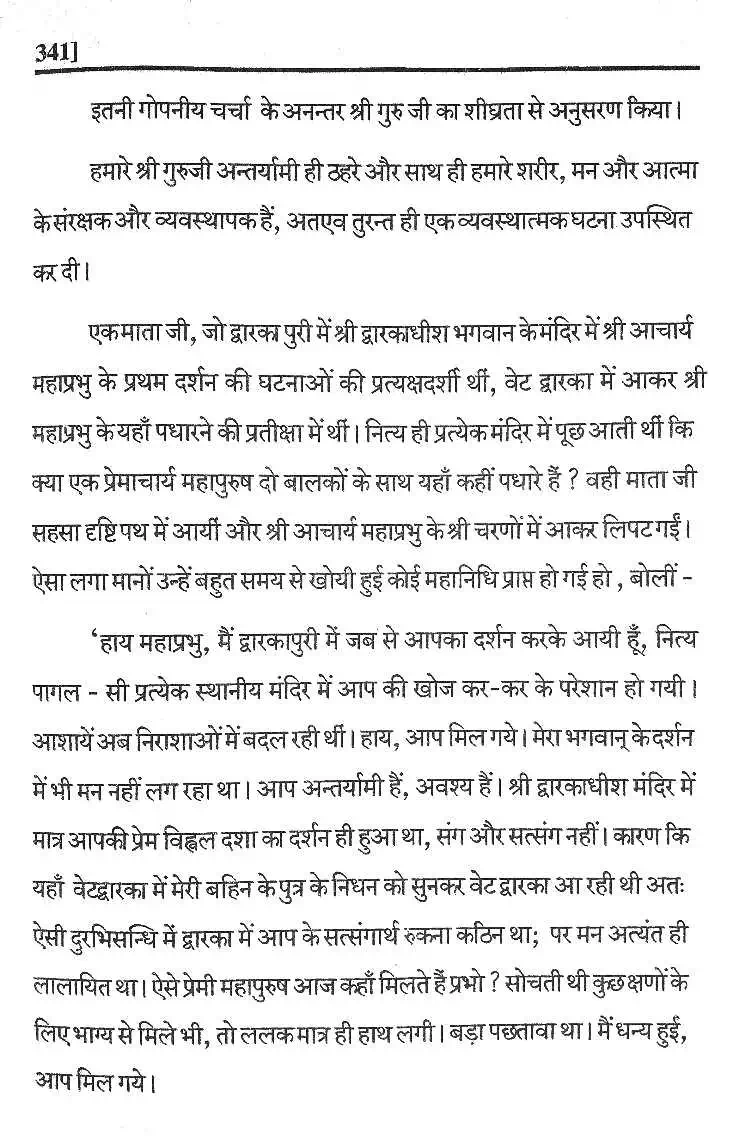 341]
इतनी गोपनीय चर्चा के अनन्तर श्री गुरु जी का शीघ्रता से अनुसरण किया।
हमारे श्री गुरुजी अन्तर्यामी ही ठहरे और साथ ही हमारे शरीर, मन और आत्मा
के संरक्षक और व्यवस्थापक हैं, अतएव तुरन्त ही एक व्यवस्थात्मक घटना उपस्थित
कर दी।
एक माता जी, जो द्वारका पुरी में श्री द्वारकाधीश भगवान के मंदिर में श्री आचार्य
महाप्रभु के प्रथम दर्शन की घटनाओं की प्रत्यक्षदर्शी थीं, वेट द्वारका में आकर श्री
महाप्रभु के यहाँ पधारने की प्रतीक्षा में थीं। नित्य ही प्रत्येक मंदिर में पूछ आती थीं कि
क्या एक प्रेमाचार्य महापुरुष दो बालकों के साथ यहाँ कहीं पधारे हैं ? वही माता जी
सहसा दृष्टि पथ में आयीं और श्री आचार्य महाप्रभु के श्री चरणों में आकर लिपट गईं।
ऐसा लगा मानों उन्हें बहुत समय से खोयी हुई कोई महानिधि प्राप्त हो गई हो , बोलीं -
'हाय महाप्रभु, मैं द्वारकापुरी में जब से आपका दर्शन करके आयी हूँ, नित्य
पागल - सी प्रत्येक स्थानीय मंदिर में आप की खोज कर-कर के परेशान हो गयी।
आशायें अब निराशाओं में बदल रही थीं। हाय, आप मिल गये। मेरा भगवान् के दर्शन
में भी मन नहीं लग रहा था। आप अन्तर्यामी हैं, अवश्य हैं। श्री द्वारकाधीश मंदिर में
मात्र आपकी प्रेम विह्वल दशा का दर्शन ही हुआ था, संग और सत्संग नहीं। कारण कि
यहाँ वेटद्वारका में मेरी बहिन के पुत्र के निधन को सुनकर वेट द्वारका आ रही थी अतः
ऐसी दुरभिसन्धि में द्वारका में आप के सत्संगार्थ रुकना कठिन था; पर मन अत्यंत ही
लालायित था। ऐसे प्रेमी महापुरुष आज कहाँ मिलते हैं प्रभो ? सोचती थी कुछ क्षणों के
लिए भाग्य से मिले भी, तो ललक मात्र ही हाथ लगी। बड़ा पछतावा था। मैं धन्य हुई,
आप मिल गये।